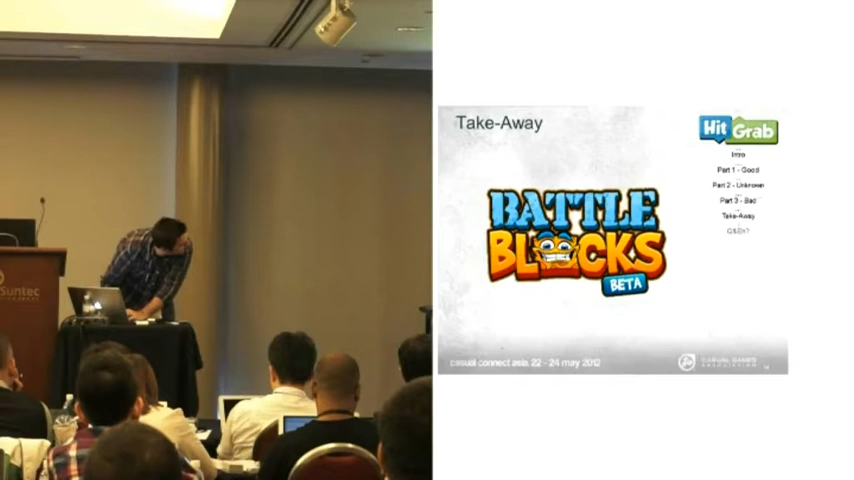 Suntec
Take-Away
Hit Grab
Intro
Part 1 - Good
Part 2 - Unknown
Part 3 - Bad
Take-Away
BATTLE
BLOCKS
BETA
casual connect asia, 22 - 24 may 2012
CASUAL GAMES
ASSOCIATION